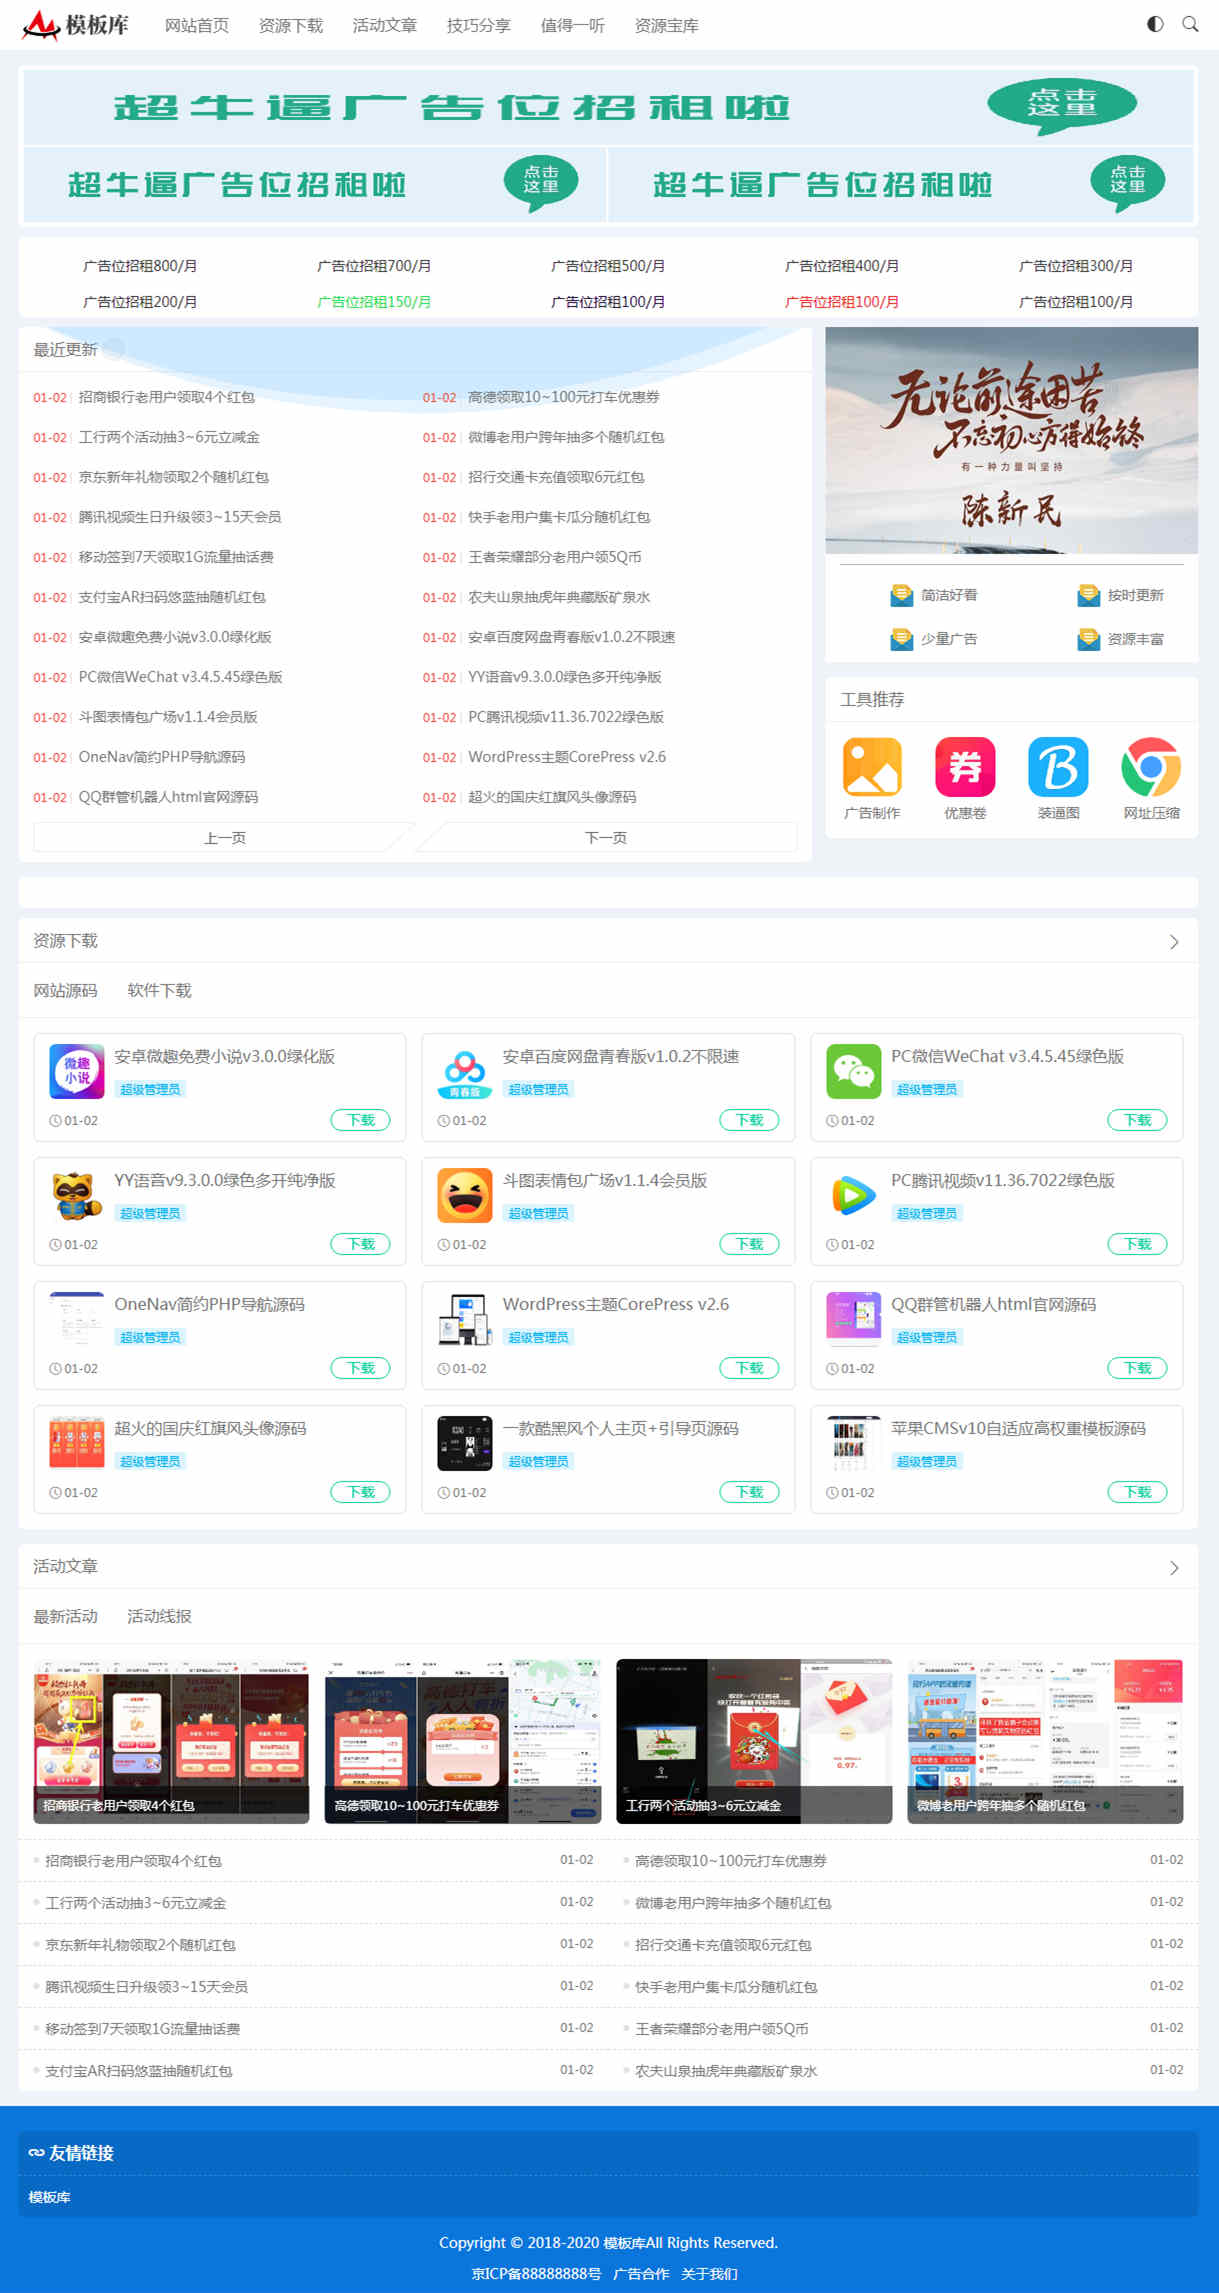 模板库 网站首页 资源下载 活动文章 技巧分享 值得一听 资源宝库
超牛逼广告位招租啦 点击这里
超牛逼广告位招租啦 点击这里 超牛逼广告位招租啦 点击这里
广告位招租800/月 广告位招租700/月 广告位招租500/月 广告位招租400/月 广告位招租300/月
广告位招租200/月 广告位招租150/月 广告位招租100/月 广告位招租100/月 广告位招租100/月
最近更新
01-02 招商银行老用户领取4个红包 01-02 高德领取10~100元打车优惠券
01-02 工行两个活动抽3~6元立减金 01-02 微博老用户跨年抽多个随机红包
01-02 京东新年礼物领取2个随机红包 01-02 招行交通卡充值领取6元红包
01-02 腾讯视频生日升级领3~15天会员 01-02 快手老用户集卡瓜分随机红包
01-02 移动签到7天领取1G流量抽话费 01-02 王者荣耀部分老用户领5Q币
01-02 支付宝AR扫码悠蓝抽随机红包 01-02 农夫山泉抽虎年典藏版矿泉水
01-02 安卓微趣免费小说v3.0.0绿化版 01-02 安卓百度网盘青春版v1.0.2不限速
01-02 PC微信WeChat v3.4.5.45绿色版 01-02 YY语音v9.3.0.0绿色多开纯净版
01-02 斗图表情包广场v1.1.4会员版 01-02 PC腾讯视频v11.36.7022绿色版
01-02 OneNav简约PHP导航源码 01-02 WordPress主题CorePress v2.6
01-02 QQ群管机器人html官网源码 01-02 超火的国庆红旗风头像源码
上一页 下一页
无论前途困苦
不忘初心方得始终
有一种力量叫坚持
陈新民
简洁好看 按时更新
少量广告 资源丰富
工具推荐
券 B
广告制作 优惠卷 装逼图 网址压缩
资源下载
网站源码 软件下载
微趣小说 安卓微趣免费小说v3.0.0绿化版 青春版 安卓百度网盘青春版v1.0.2不限速 PC微信WeChat v3.4.5.45绿色版
超级管理员 超级管理员 超级管理员
01-02 下载 01-02 下载 01-02 下载
YY语音v9.3.0.0绿色多开纯净版 斗图表情包广场v1.1.4会员版 PC腾讯视频v11.36.7022绿色版
超级管理员 超级管理员 超级管理员
01-02 下载 01-02 下载 01-02 下载
OneNav简约PHP导航源码 WordPress主题CorePress v2.6 QQ群管机器人html官网源码
超级管理员 超级管理员 超级管理员
01-02 下载 01-02 下载 01-02 下载
超火的国庆红旗风头像源码 一款酷黑风个人主页+引导页源码 苹果CMSv10自适应高权重模板源码
超级管理员 超级管理员 超级管理员
01-02 下载 01-02 下载 01-02 下载
活动文章
最新活动 活动线报
招商银行老用户领取4个红包 高德领取10~100元打车优惠券 工行两个活动抽3~6元立减金 微博老用户跨年抽多个随机红包
招商银行老用户领取4个红包 01-02 高德领取10~100元打车优惠券 01-02
工行两个活动抽3~6元立减金 01-02 微博老用户跨年抽多个随机红包 01-02
京东新年礼物领取2个随机红包 01-02 招行交通卡充值领取6元红包 01-02
腾讯视频生日升级领3~15天会员 01-02 快手老用户集卡瓜分随机红包 01-02
移动签到7天领取1G流量抽话费 01-02 王者荣耀部分老用户领5Q币 01-02
支付宝AR扫码悠蓝抽随机红包 01-02 农夫山泉抽虎年典藏版矿泉水 01-02
友情链接
模板库
Copyright © 2018-2020 模板库All Rights Reserved.
京ICP备88888888号 广告合作 关于我们